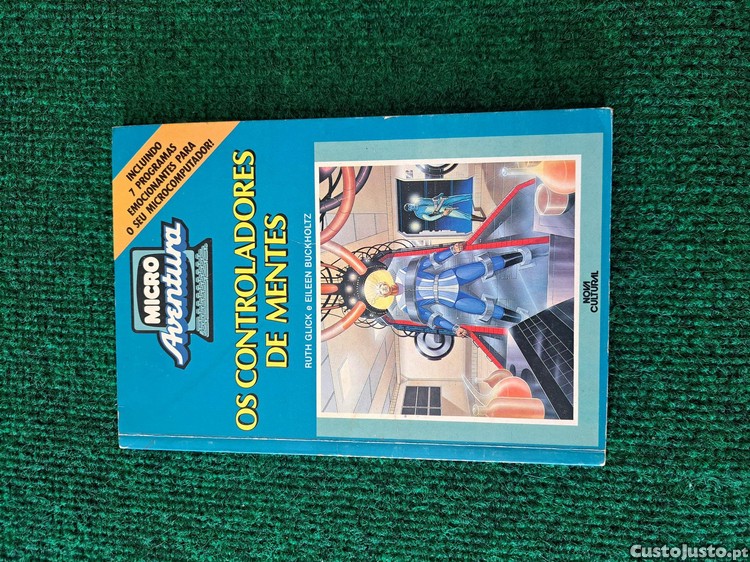 INCLUINDO
7 PROGRAMAS
EMOCIONANTES PARA
O SEU MICROCOMPUTADOR!
MICRO
Aventura
OS CONTROLADORES
DE MENTES
RUTH GLICK e EILEEN BUCKHOLTZ
NOVA
CULTURAL
CustoJusto.pt